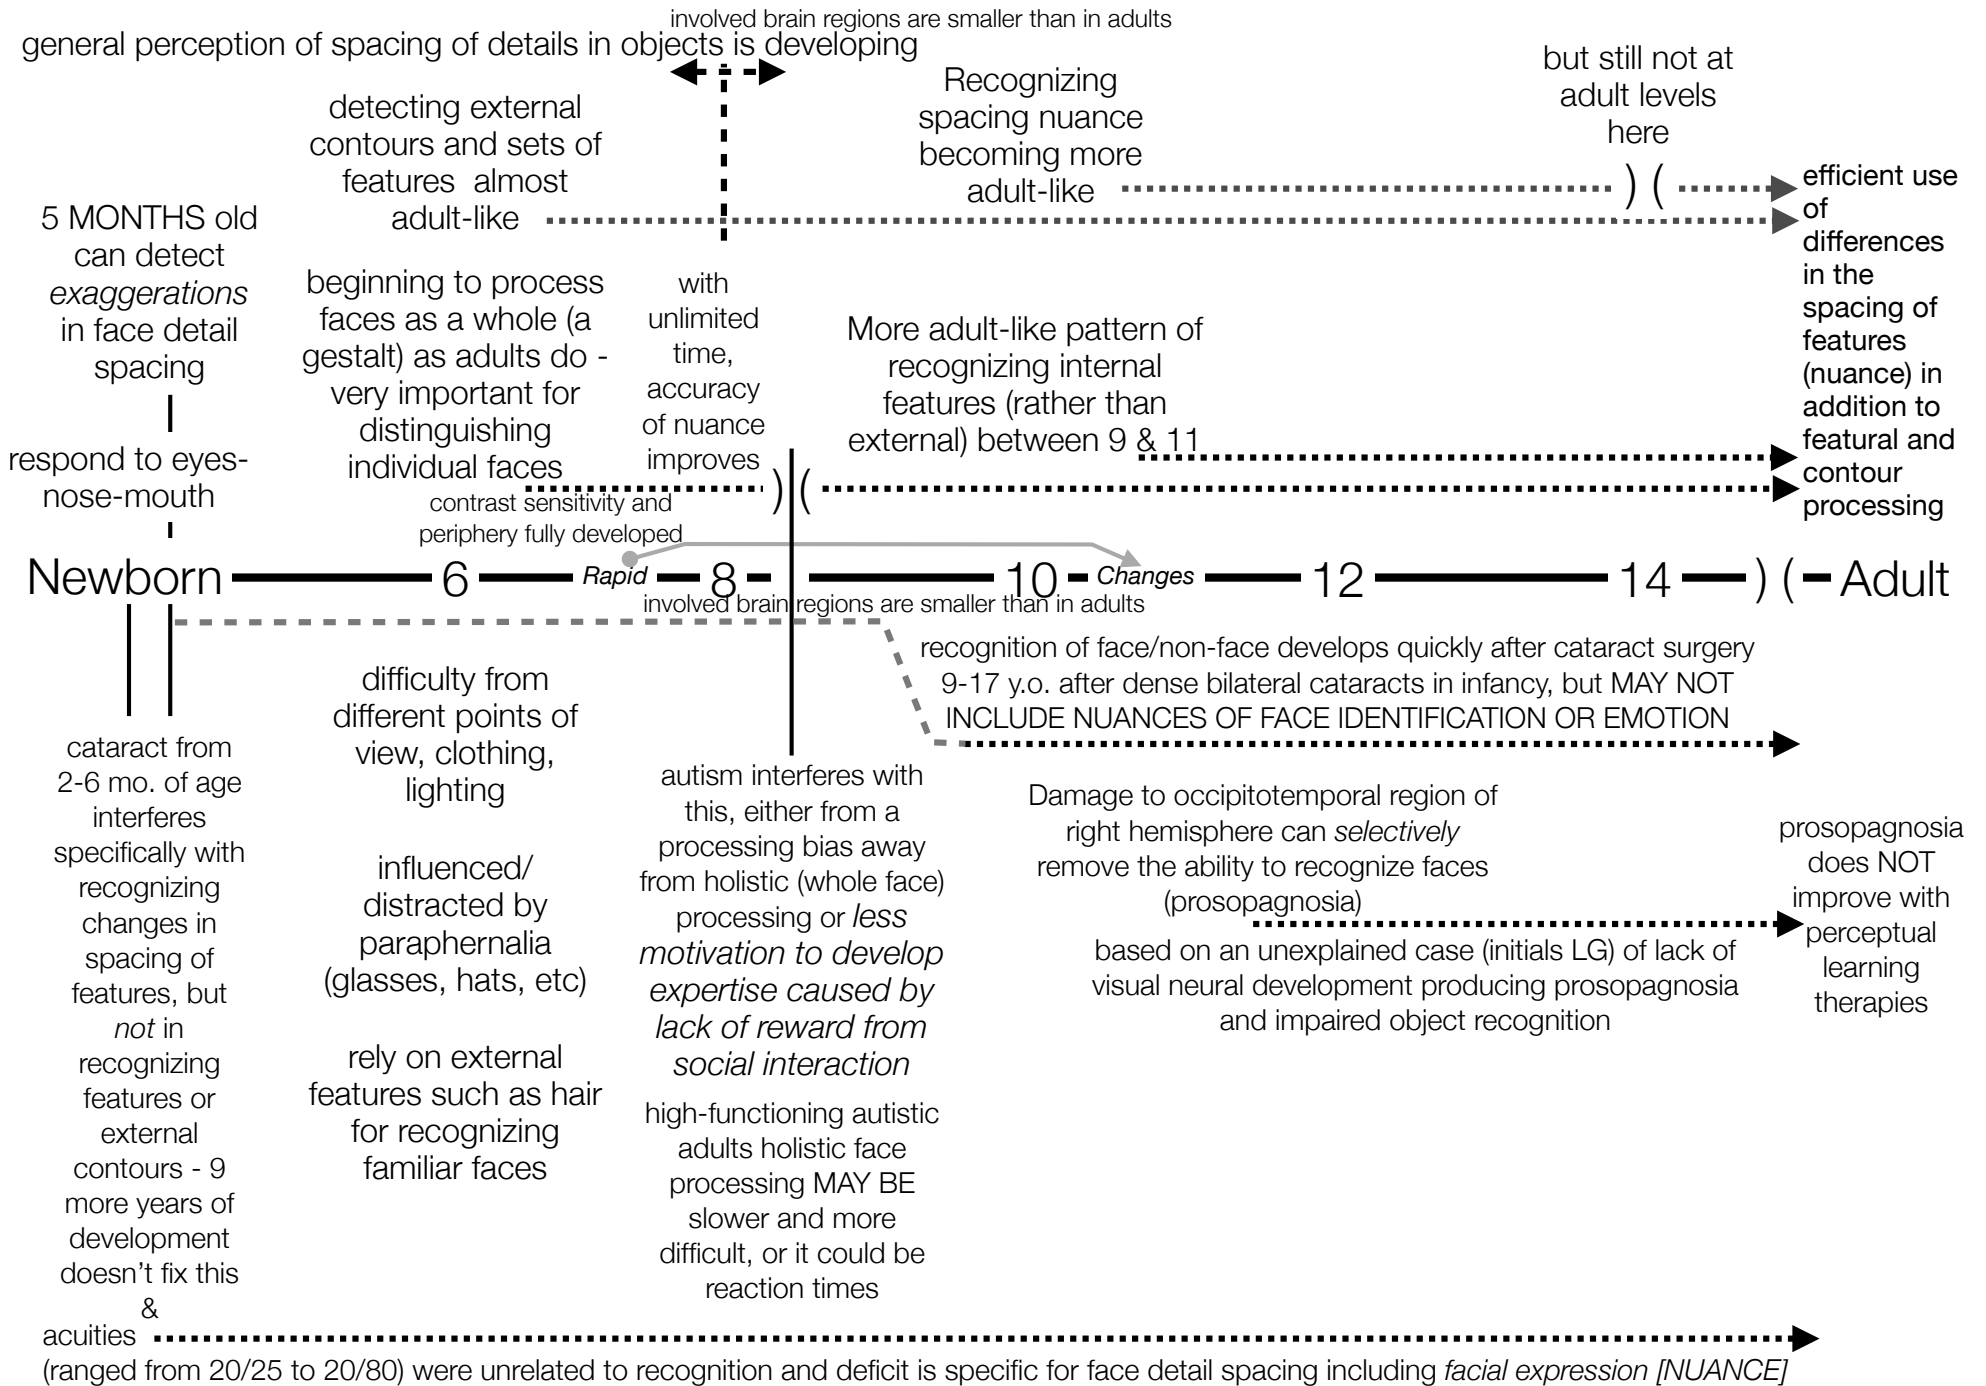 involved brain regions are smaller than in adults
general perception of spacing of details in objects is developing
detecting external
contours and sets of
features almost
adult-like
Recognizing
spacing nuance
becoming more
adult-like
but still not at
adult levels
here
) (
efficient use
of
differences
in the
spacing of
features
(nuance) in
addition to
featural and
contour
processing
5 MONTHS old
can detect
exaggerations
in face detail
spacing
respond to eyes-
nose-mouth
beginning to process
faces as a whole (a
gestalt) as adults do -
very important for
distinguishing
individual faces
with
unlimited
time,
accuracy
of nuance
improves
More adult-like pattern of
recognizing internal
features (rather than
external) between 9 & 11
) (
contrast sensitivity and
periphery fully developed
Newborn 6 Rapid 8 10 Changes 12 14 ) ( Adult
involved brain regions are smaller than in adults
recognition of face/non-face develops quickly after cataract surgery
9-17 y.o. after dense bilateral cataracts in infancy, but MAY NOT
INCLUDE NUANCES OF FACE IDENTIFICATION OR EMOTION
cataract from
2-6 mo. of age
interferes
specifically with
recognizing
changes in
spacing of
features, but
not in
recognizing
features or
external
contours - 9
more years of
development
doesn't fix this
&
acuities
(ranged from 20/25 to 20/80) were unrelated to recognition and deficit is specific for face detail spacing including facial expression [NUANCE]
difficulty from
different points of
view, clothing,
lighting
influenced/
distracted by
paraphernalia
(glasses, hats, etc)
rely on external
features such as hair
for recognizing
familiar faces
autism interferes with
this, either from a
processing bias away
from holistic (whole face)
processing or less
motivation to develop
expertise caused by
lack of reward from
social interaction
high-functioning autistic
adults holistic face
processing MAY BE
slower and more
difficult, or it could be
reaction times
Damage to occipitotemporal region of
right hemisphere can selectively
remove the ability to recognize faces
(prosopagnosia)
based on an unexplained case (initials LG) of lack of
visual neural development producing prosopagnosia
and impaired object recognition
prosopagnosia
does NOT
improve with
perceptual
learning
therapies